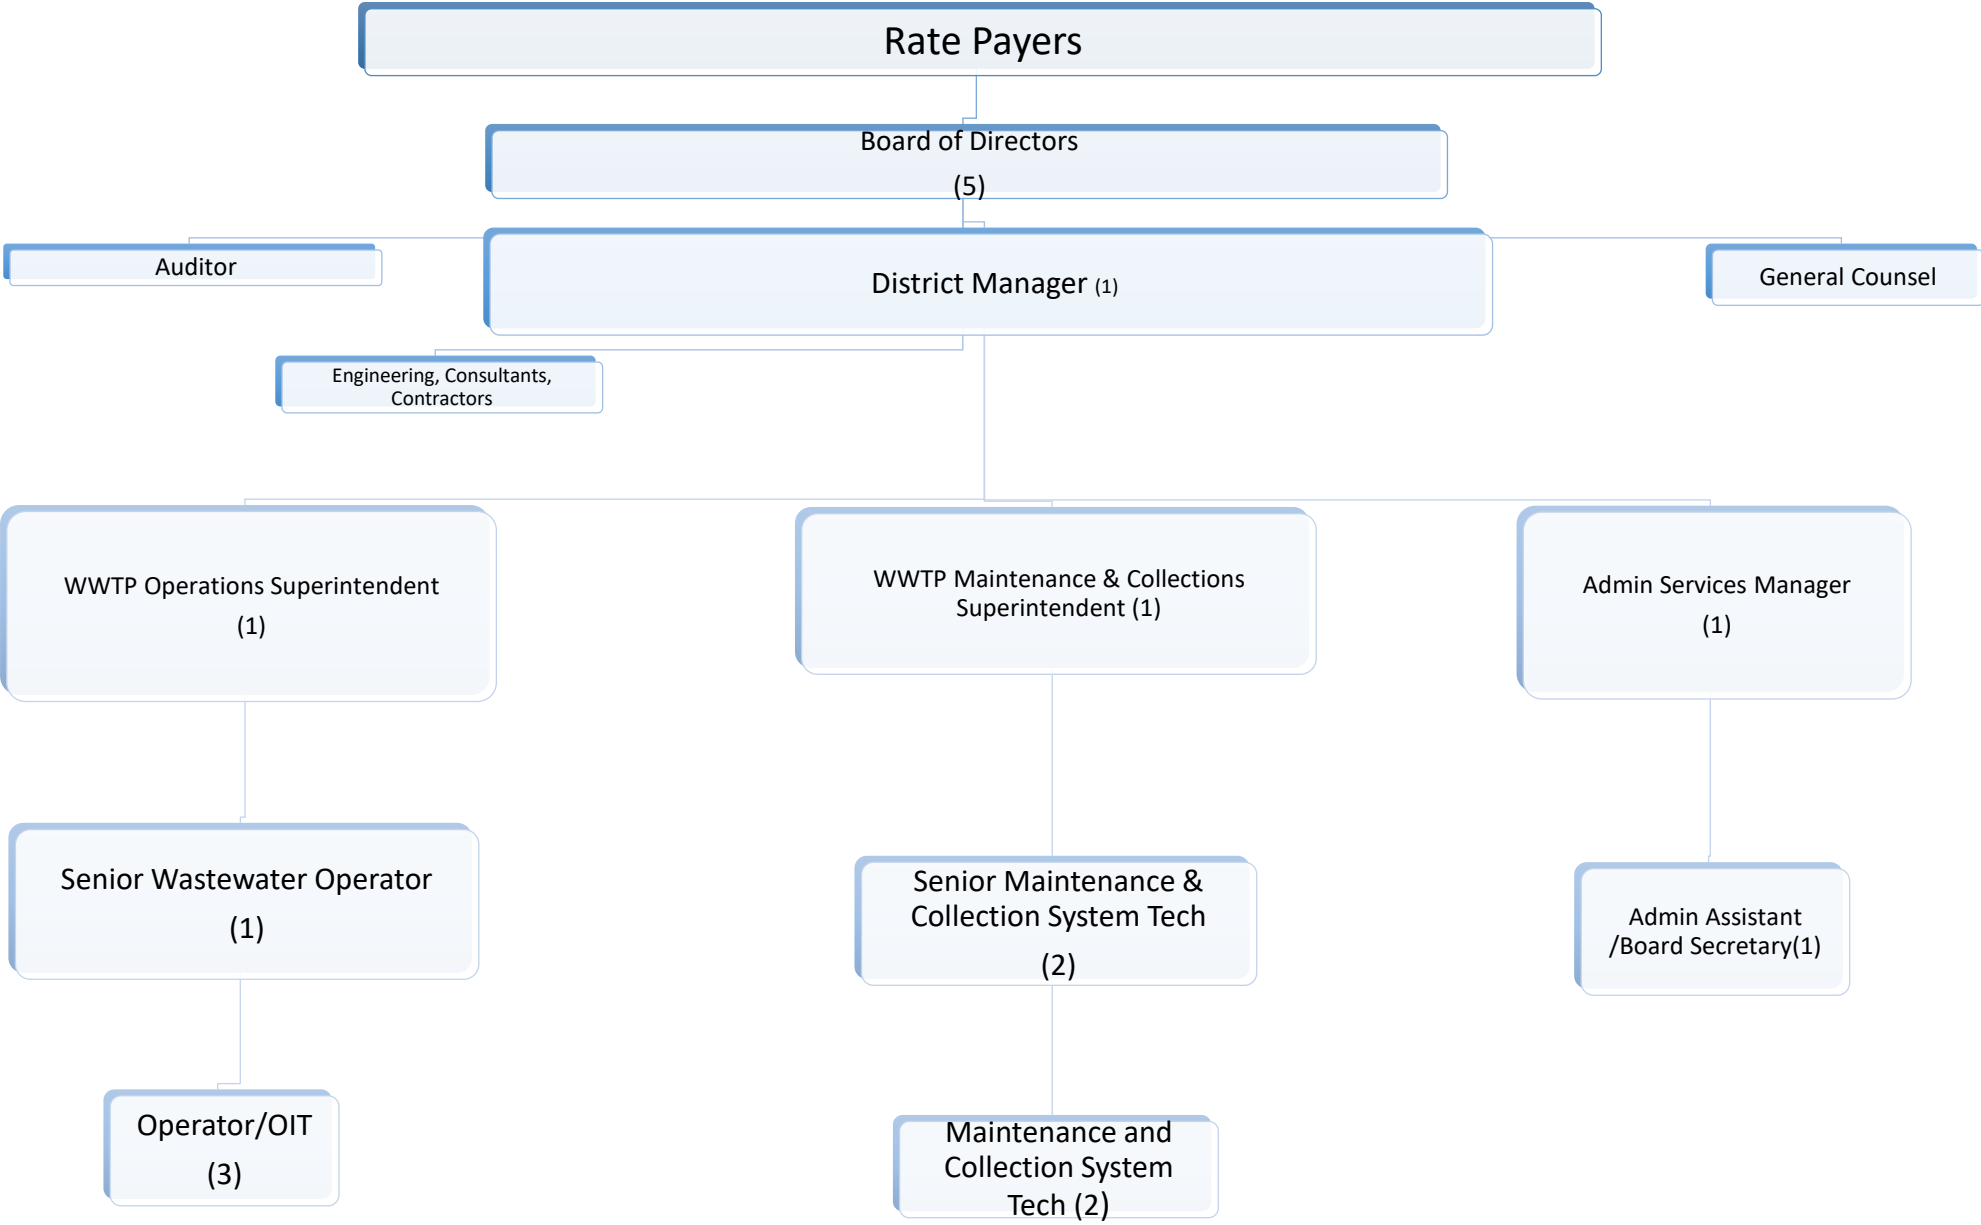 Rate Payers
Board of Directors
(5)
Auditor
District Manager (1)
General Counsel
Engineering, Consultants,
Contractors
WWTP Operations Superintendent
(1)
WWTP Maintenance & Collections
Superintendent (1)
Admin Services Manager
(1)
Senior Wastewater Operator
(1)
Senior Maintenance &
Collection System Tech
(2)
Admin Assistant
/Board Secretary(1)
Operator/OIT
(3)
Maintenance and
Collection System
Tech (2)